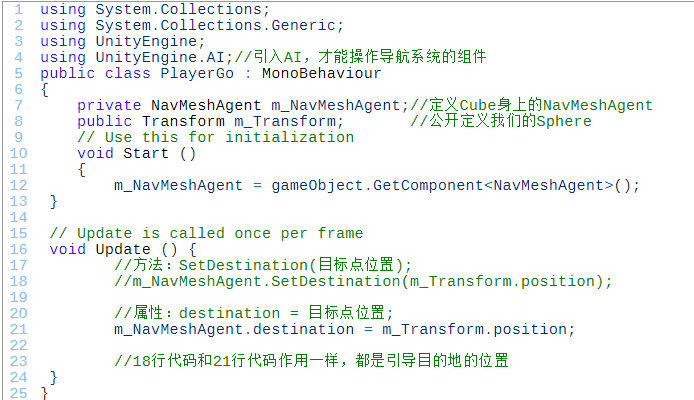 1 using System.Collections;
2 using System.Collections.Generic;
3 using UnityEngine;
4 using UnityEngine.AI;//引入AI，才能操作导航系统的组件
5 public class PlayerGo : MonoBehaviour
6 {
7 private NavMeshAgent m_NavMeshAgent;//定义Cube身上的NavMeshAgent
8 public Transform m_Transform; //公开定义我们的Sphere
9 // Use this for initialization
10 void Start ()
11 {
12 m_NavMeshAgent = gameObject.GetComponent<NavMeshAgent>();
13 }
14
15 // Update is called once per frame
16 void Update () {
17 //方法：SetDestination(目标点位置);
18 //m_NavMeshAgent.SetDestination(m_Transform.position);
19
20 //属性：destination = 目标点位置;
21 m_NavMeshAgent.destination = m_Transform.position;
22
23 //18行代码和21行代码作用一样，都是引导目的地的位置
24 }
25 }